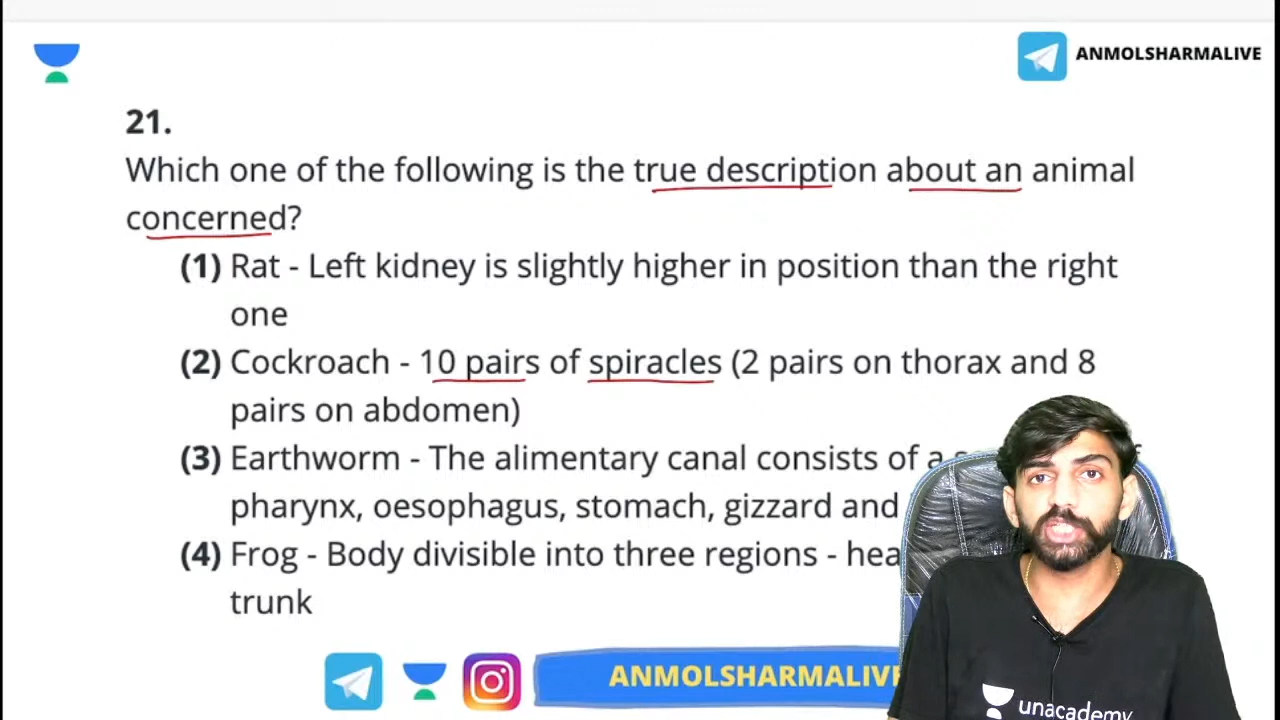 ANMOLSHARMALIVE
21.
Which one of the following is the true description about an animal
concerned?
(1) Rat - Left kidney is slightly higher in position than the right
one
(2) Cockroach - 10 pairs of spiracles (2 pairs on thorax and 8
pairs on abdomen)
(3) Earthworm - The alimentary canal consists of a
pharynx, oesophagus, stomach, gizzard and
(4) Frog - Body divisible into three regions -
trunk
ANMOLSHARMALIVE
unacademy